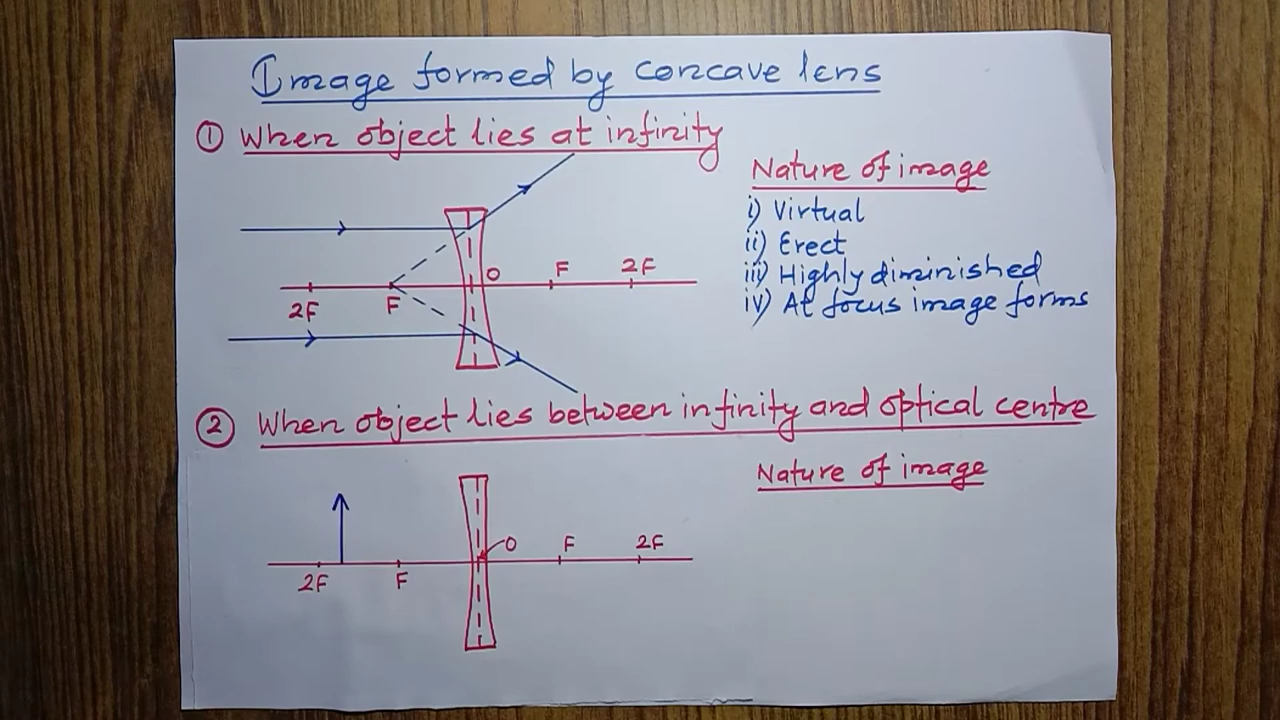 Image formed by concave lens
① When object lies at infinity
Nature of image
i) Virtual
ii) Erect
iii) Highly diminished
iv) At focus image forms
O F 2F
2F F
② When object lies between infinity and optical centre
Nature of image
O F 2F
2F F